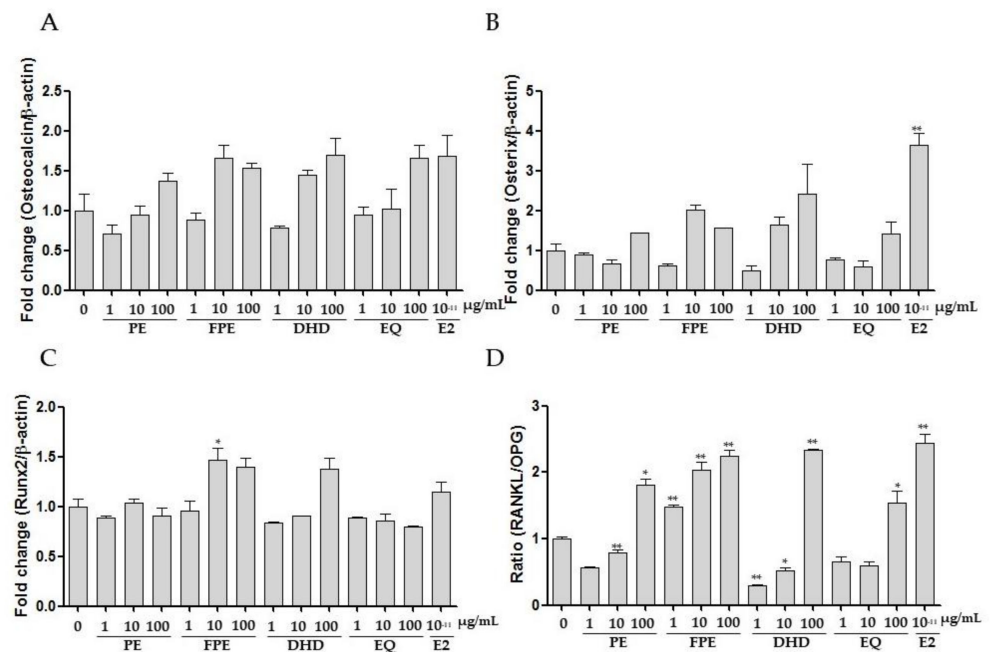 A
Fold change (Osteocalcin/β-actin)
2.5
2.0
1.5
1.0
0.5
0.0
0 1 10 100 1 10 100 1 10 100 1 10 100 10-11 μg/mL
PE FPE DHD EQ E2
B
Fold change (Osterix/β-actin)
5
4
3
2
1
0
**
0 1 10 100 1 10 100 1 10 100 1 10 100 10-11 μg/mL
PE FPE DHD EQ E2
C
Fold change (Runx2/β-actin)
2.0
1.5
1.0
0.5
0.0
*
0 1 10 100 1 10 100 1 10 100 1 10 100 10-11 μg/mL
PE FPE DHD EQ E2
D
Ratio (RANKL/OPG)
3
2
1
0
** * ** ** ** ** * ** * **
0 1 10 100 1 10 100 1 10 100 1 10 100 10-11 μg/mL
PE FPE DHD EQ E2